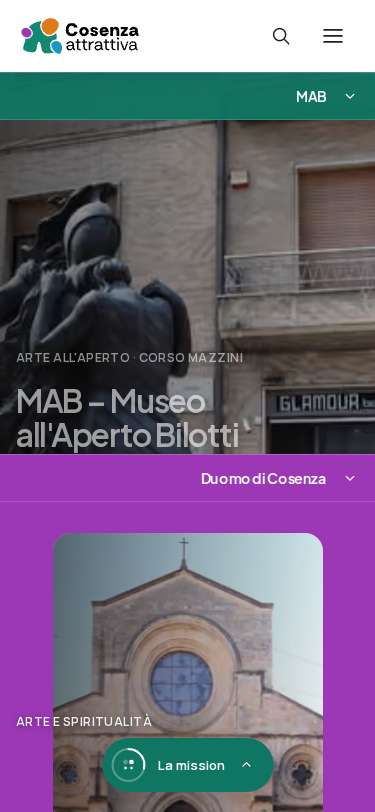 Cosenza
attrattiva
MAB
ARTE ALL'APERTO · CORSO MAZZINI
MAB – Museo
all'Aperto Bilotti
GLAMOUR
Duomo di Cosenza
ARTE E SPIRITUALITÀ
La mission